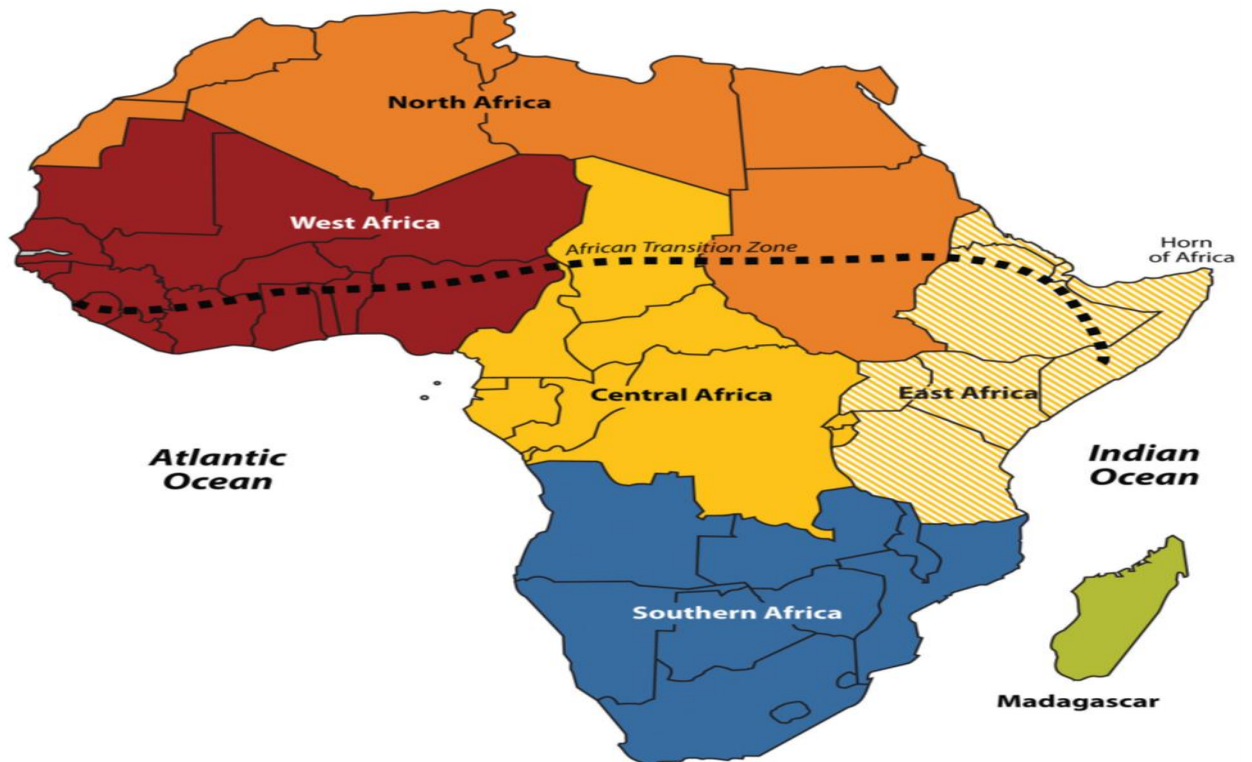 North Africa
West Africa
African Transition Zone
Horn
of Africa
Central Africa
East Africa
Atlantic
Ocean
Indian
Ocean
Southern Africa
Madagascar